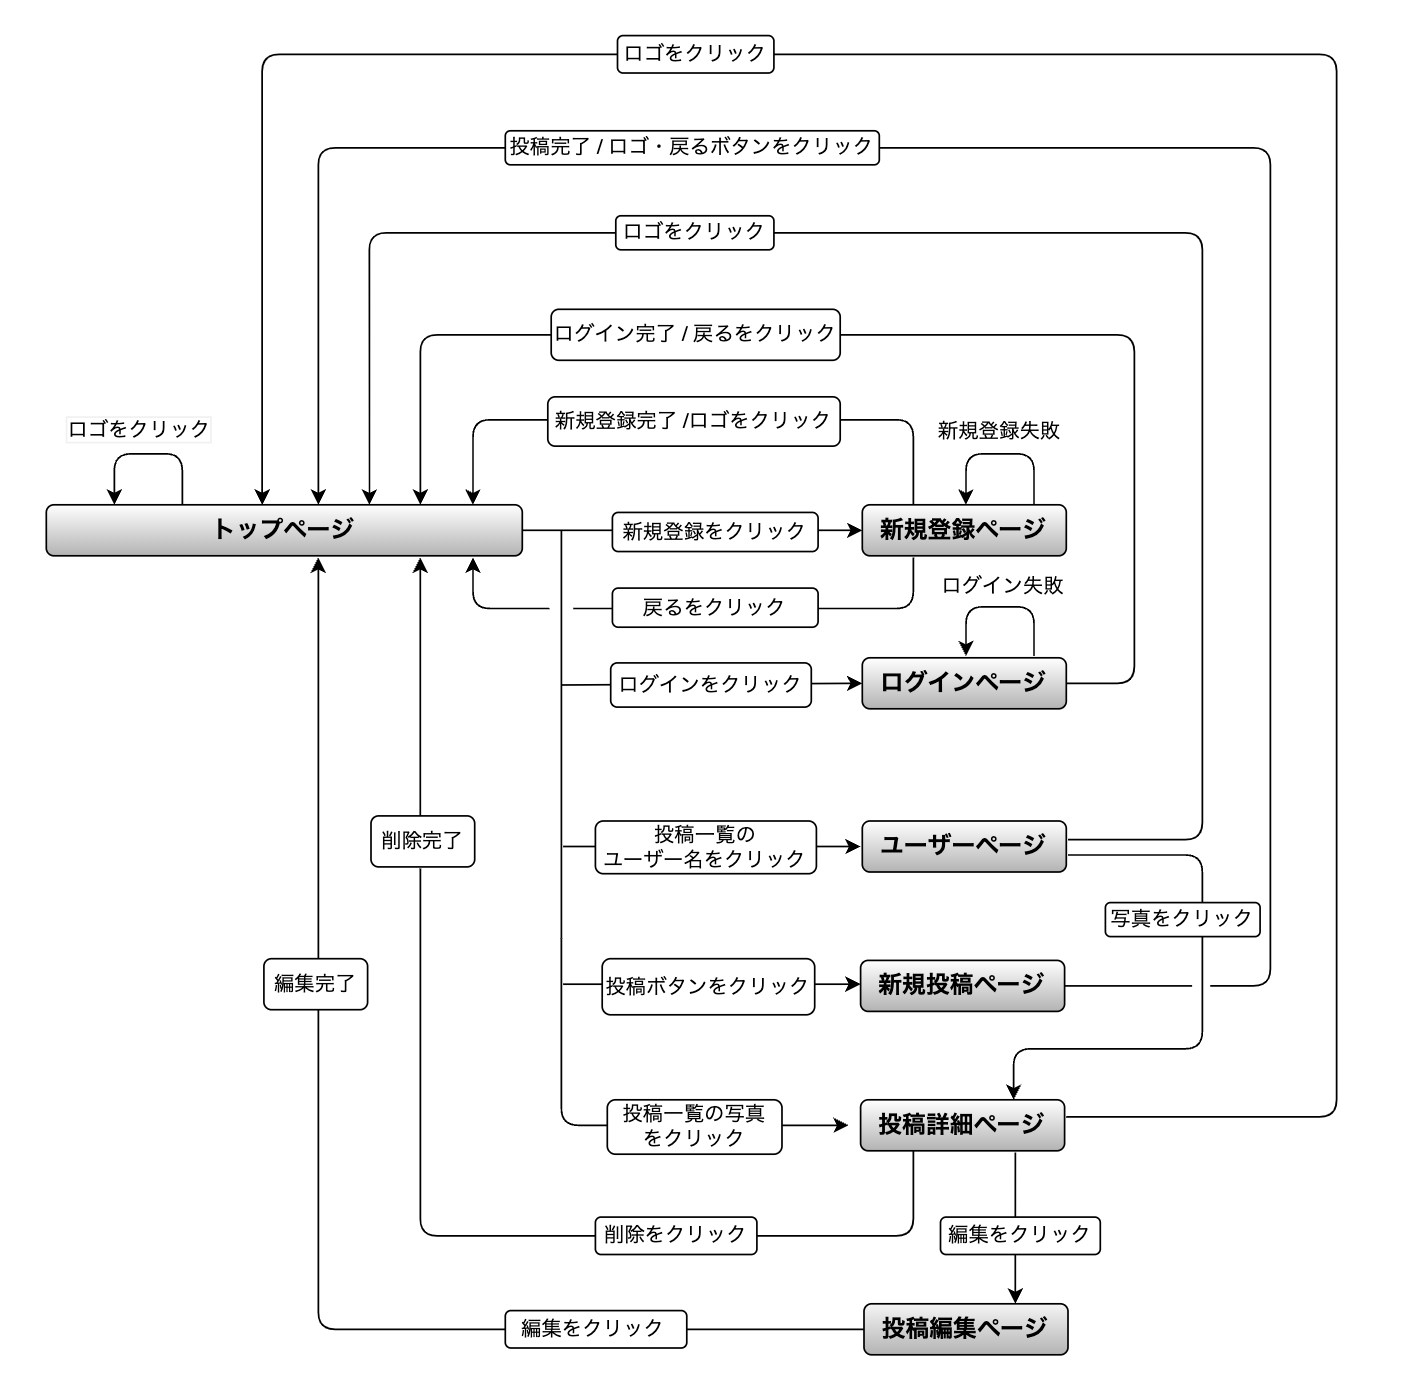 ロゴをクリック
投稿完了 / ロゴ・戻るボタンをクリック
ロゴをクリック
ログイン完了 / 戻るをクリック
新規登録完了 /ロゴをクリック
ロゴをクリック
新規登録失敗
トップページ
新規登録をクリック
新規登録ページ
戻るをクリック
ログイン失敗
ログインをクリック
ログインページ
削除完了
投稿一覧の
ユーザー名をクリック
ユーザーページ
写真をクリック
編集完了
投稿ボタンをクリック
新規投稿ページ
投稿一覧の写真
をクリック
投稿詳細ページ
削除をクリック
編集をクリック
編集をクリック
投稿編集ページ